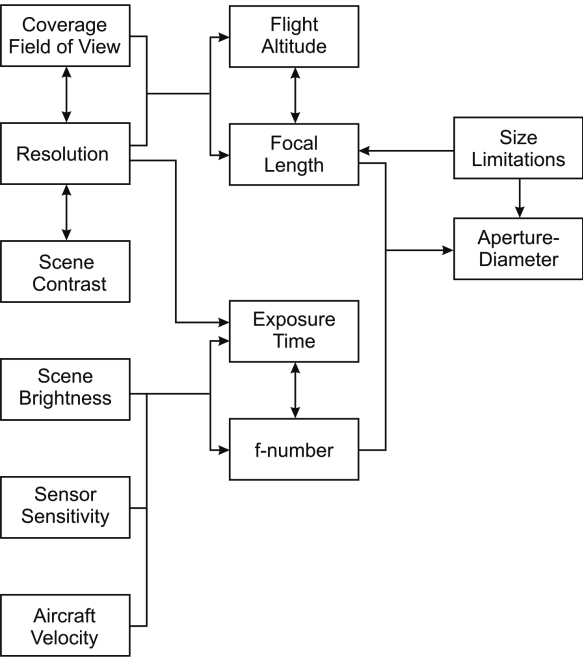 Coverage
Field of View
Flight
Altitude
Resolution
Focal
Length
Size
Limitations
Aperture-
Diameter
Scene
Contrast
Exposure
Time
Scene
Brightness
f-number
Sensor
Sensitivity
Aircraft
Velocity